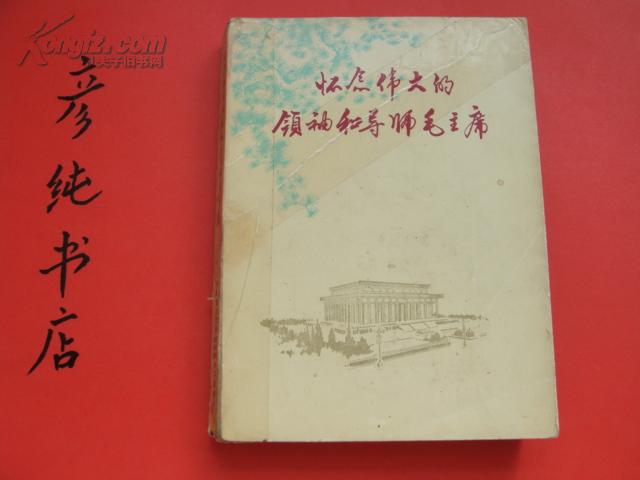 Kongfz.com
孔夫子旧书网
彦纯书店
怀念伟大的
领袖和导师毛主席